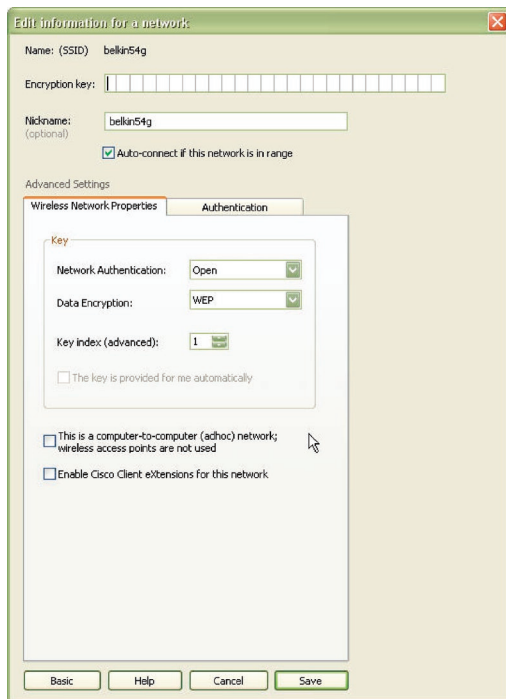 Edit information for a network
Name: (SSID) belkin54g
Encryption key:
Nickname: belkin54g
(optional)
Auto-connect if this network is in range
Advanced Settings
Wireless Network Properties Authentication
Key
Network Authentication: Open
Data Encryption: WEP
Key index (advanced): 1
The key is provided for me automatically
This is a computer-to-computer (adhoc) network;
wireless access points are not used
Enable Cisco Client eXtensions for this network
Basic Help Cancel Save